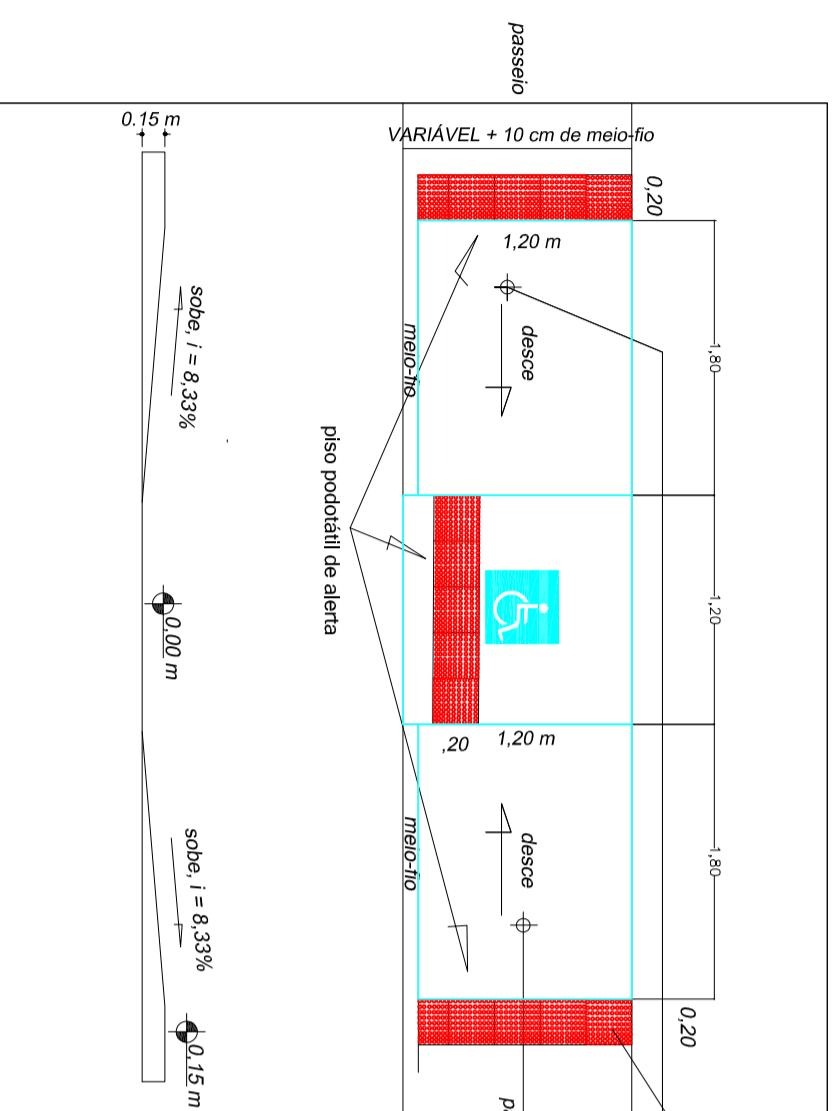 passeio
0.15 m
VARIÁVEL + 10 cm de meio-fio
0,20
1,20 m
desce
meio-fio
1,80
sobe, i = 8,33%
piso podotátil de alerta
1,20
0,00 m
,20
1,20 m
desce
meio-fio
1,80
sobe, i = 8,33%
0,20
0,15 m